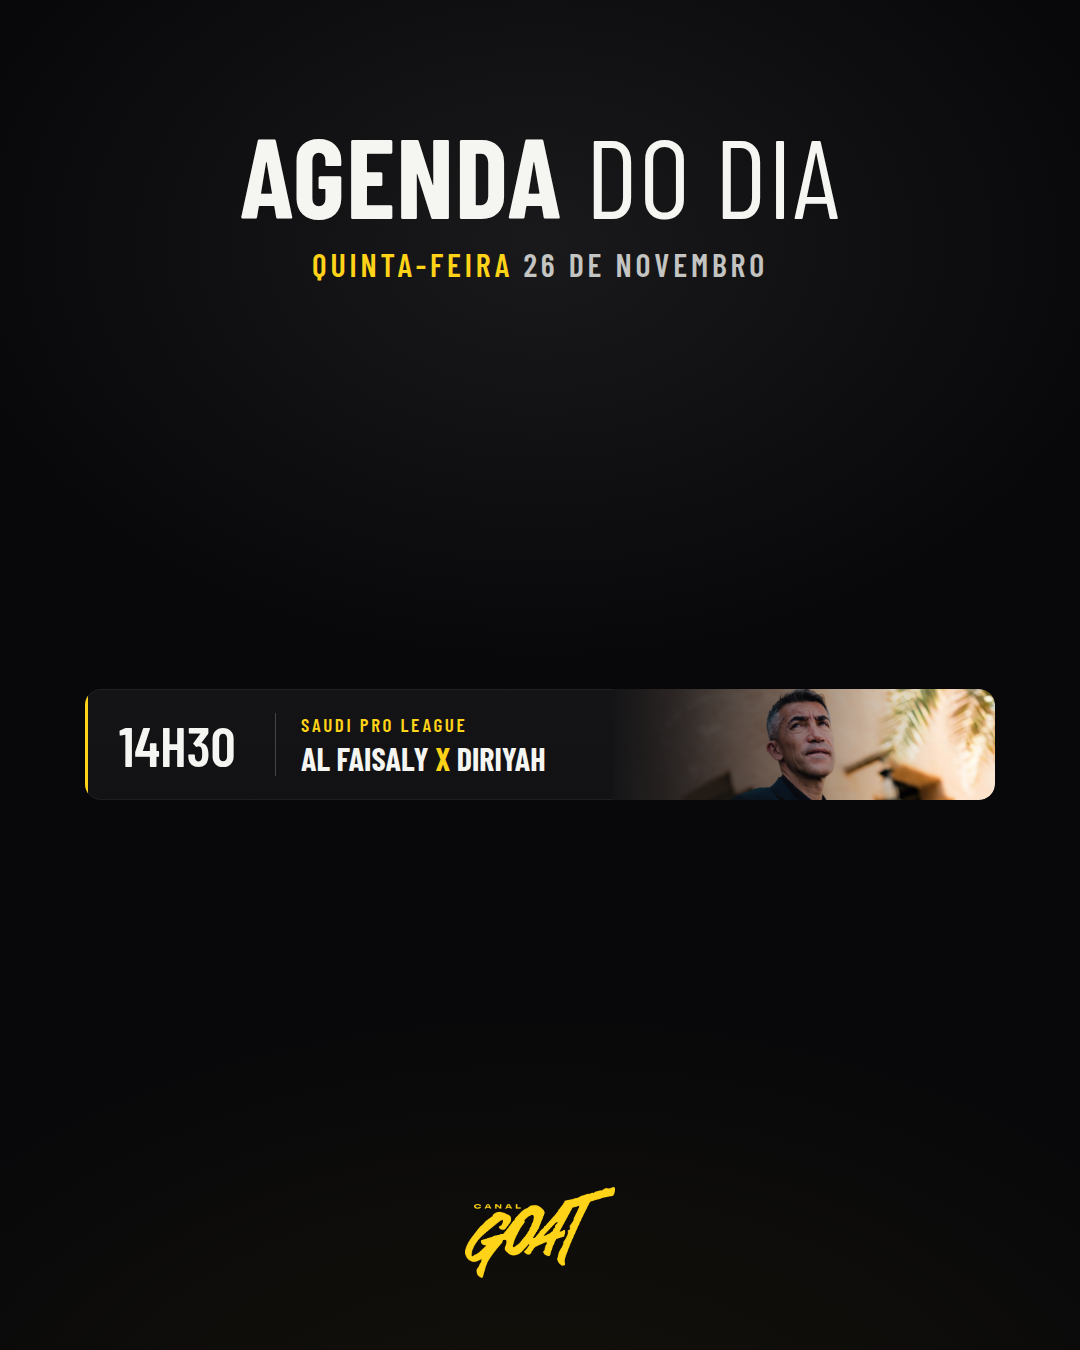 AGENDA DO DIA
QUINTA-FEIRA 26 DE NOVEMBRO
14H30
SAUDI PRO LEAGUE
AL FAISALY X DIRIYAH
CANAL
GOAT